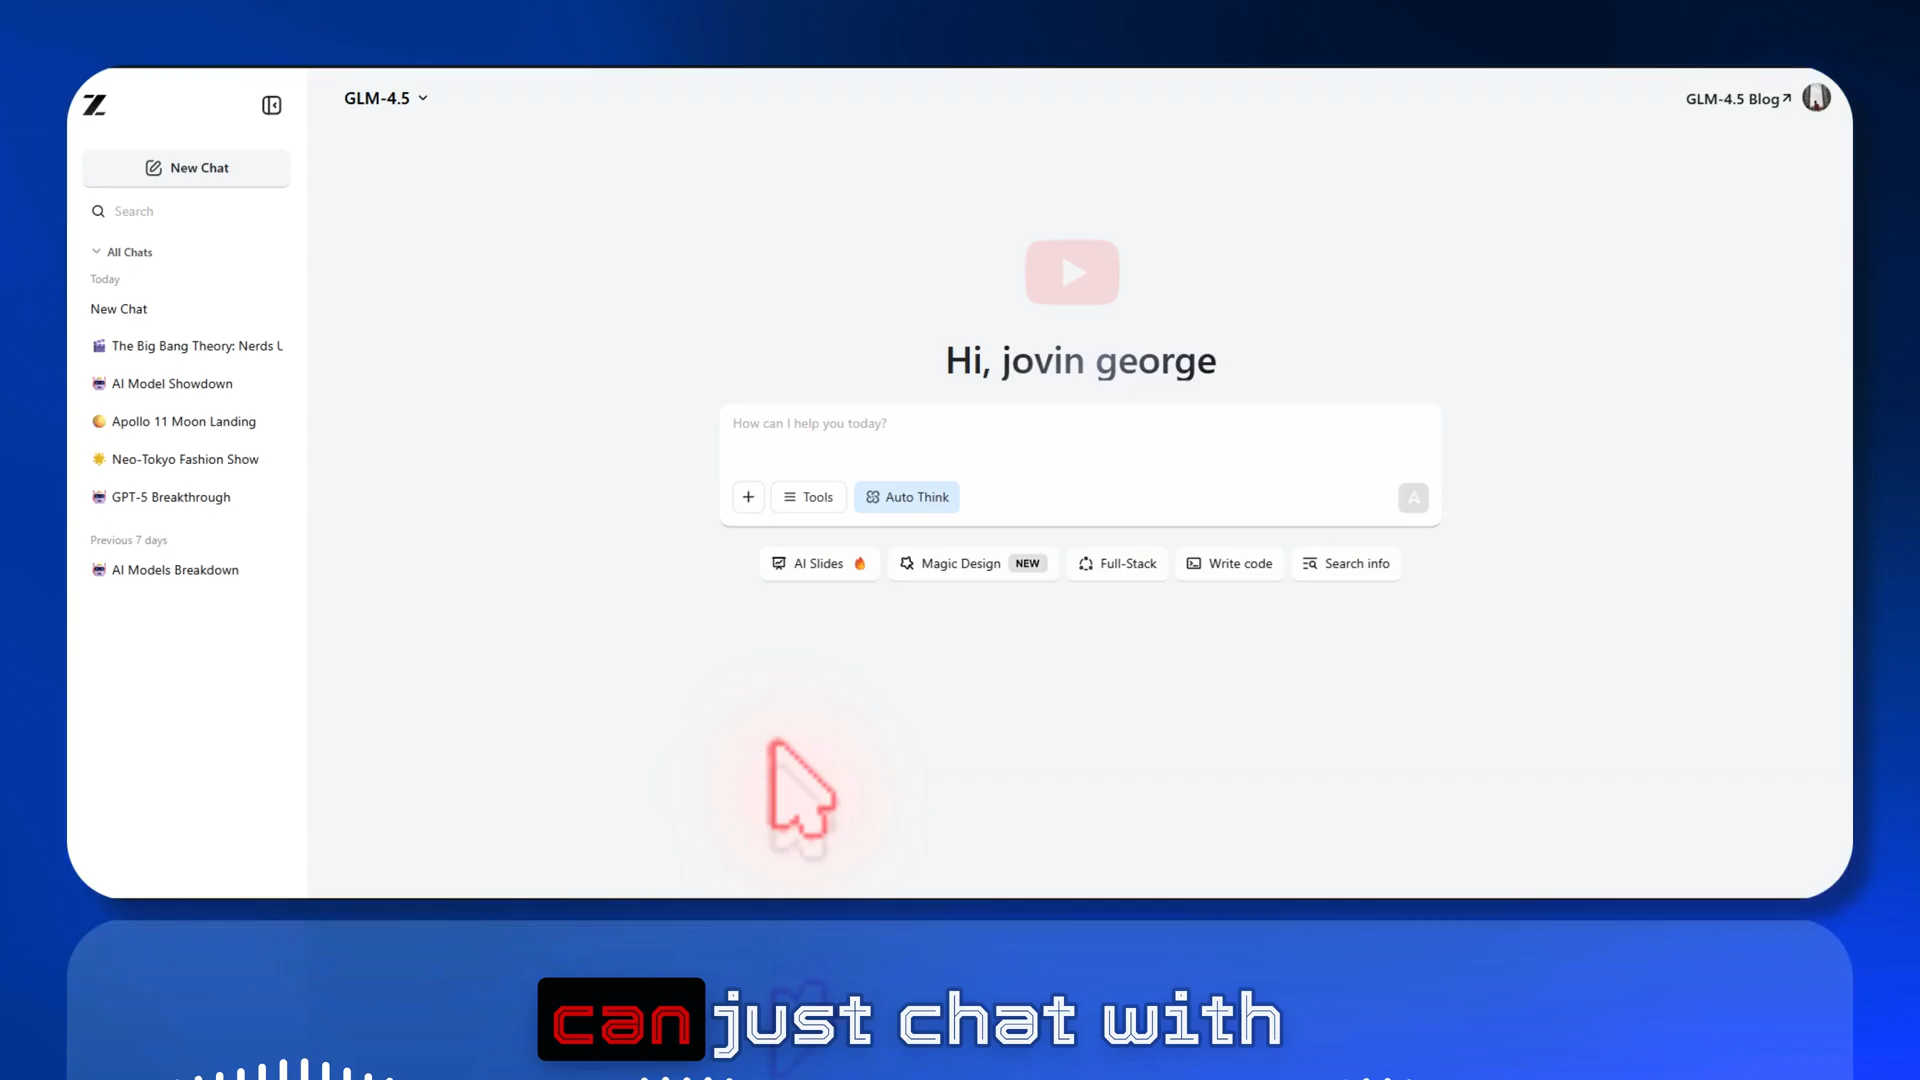 GLM-4.5
GLM-4.5 Blog
New Chat
Search
All Chats
Today
New Chat
The Big Bang Theory: Nerds U
AI Model Showdown
Apollo 11 Moon Landing
Neo-Tokyo Fashion Show
GPT-5 Breakthrough
Previous 7 days
AI Models Breakdown
Hi, jovin george
How can I help you today?
Tools
Auto Think
AI Slides
Magic Design NEW
Full-Stack
Write code
Search info
can just chat with